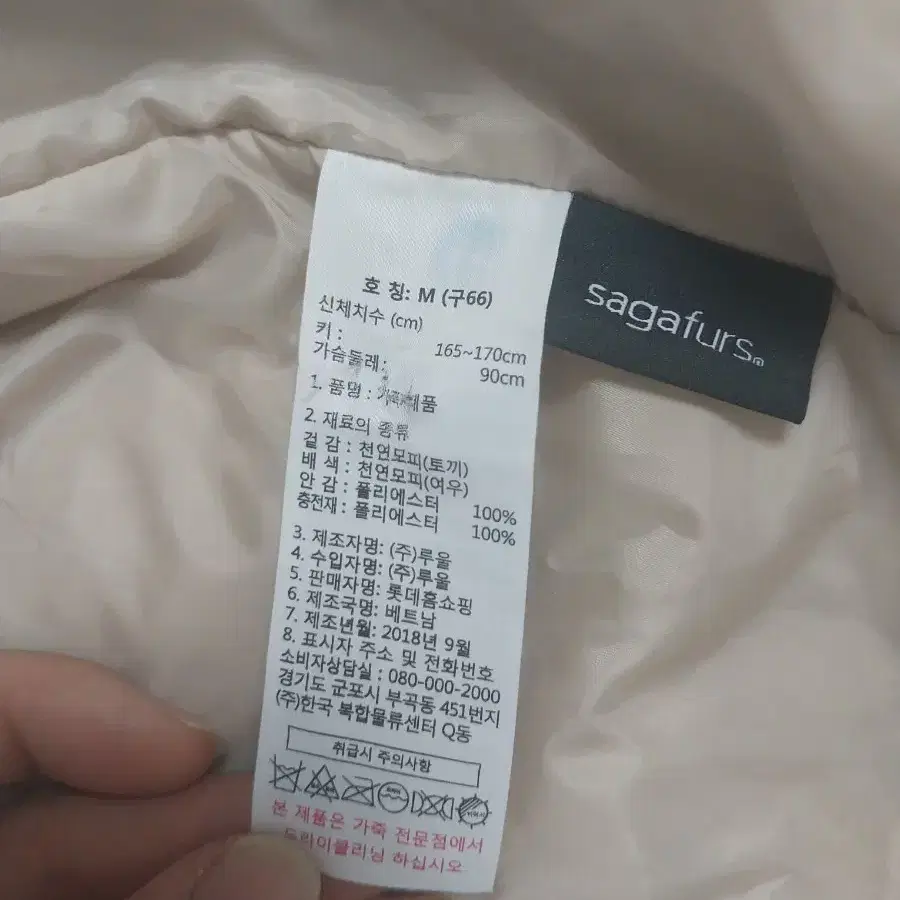 호 칭: M (구66)
신체치수 (cm)
키 : 165~170cm
가슴둘레: 90cm
1. 품명 : 가죽제품
2. 재료의 종류
겉 감 : 천연모피(토끼)
배 색 : 천연모피(여우)
안 감 : 폴리에스터 100%
충전재 : 폴리에스터 100%
3. 제조자명: (주)루울
4. 수입자명: (주)루울
5. 판매자명: 롯데홈쇼핑
6. 제조국명: 베트남
7. 제조년월: 2018년 9월
8. 표시자 주소 및 전화번호
소비자상담실 : 080-000-2000
경기도 군포시 부곡동 451번지
(주)한국 복합물류센터 Q동
취급시 주의사항
본 제품은 가죽 전문점에서
드라이클리닝 하십시오
sagafurs®